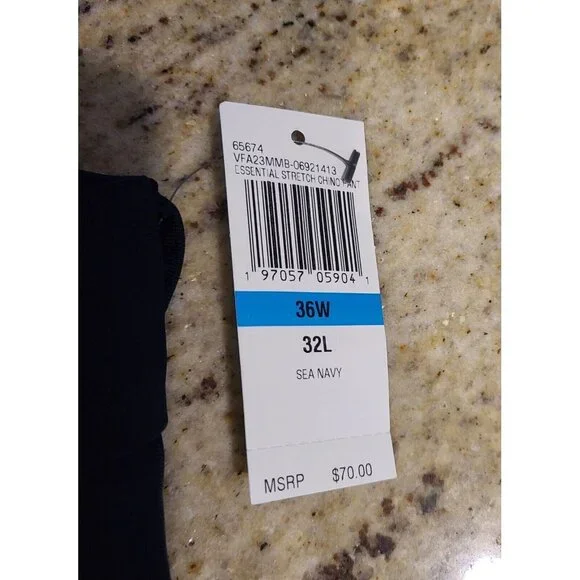 65674
VFA23MMB-06921413
ESSENTIAL STRETCH CHINO PANT
1 97057 05904 1
36W
32L
SEA NAVY
MSRP $70.00